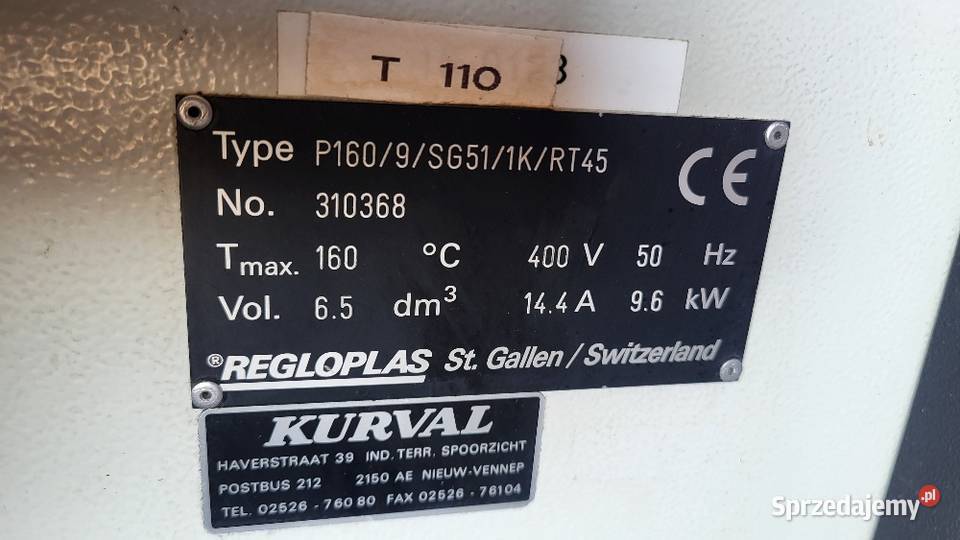 T 110 8
Type P160/9/SG51/1K/RT45
No. 310368
CE
Tmax. 160 °C 400 V 50 Hz
Vol. 6.5 dm³ 14.4 A 9.6 kW
®REGLOPLAS St. Gallen/Switzerland
KURVAL
HAVERSTRAAT 39 IND. TERR. SPOORZICHT
POSTBUS 212 2150 AE NIEUW-VENNEP
TEL. 02526 - 760 80 FAX 02526 - 76104
Sprzedajemy.pl